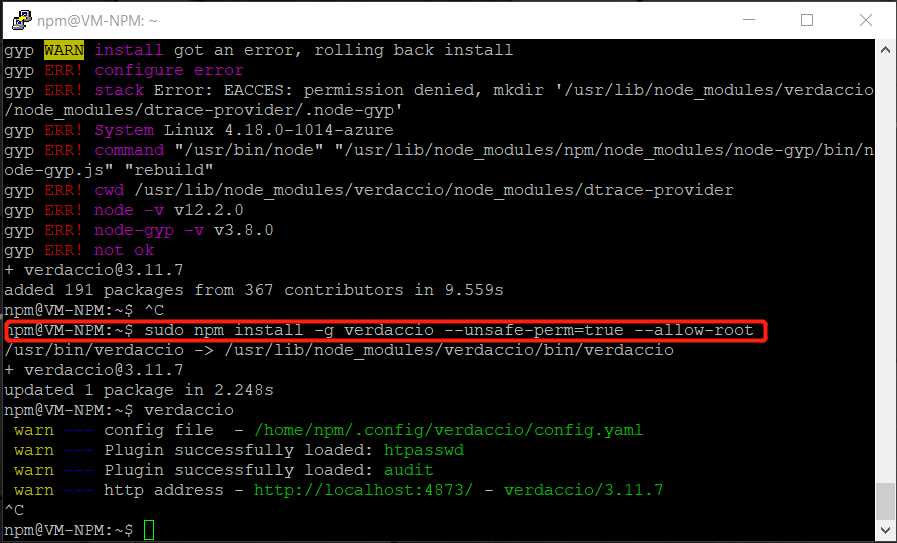 npm@VM-NPM: ~
gyp WARN install got an error, rolling back install
gyp ERR! configure error
gyp ERR! stack Error: EACCES: permission denied, mkdir '/usr/lib/node_modules/verdaccio
/node_modules/dtrace-provider/.node-gyp'
gyp ERR! System Linux 4.18.0-1014-azure
gyp ERR! command "/usr/bin/node" "/usr/lib/node_modules/npm/node_modules/node-gyp/bin/n
ode-gyp.js" "rebuild"
gyp ERR! cwd /usr/lib/node_modules/verdaccio/node_modules/dtrace-provider
gyp ERR! node -v v12.2.0
gyp ERR! node-gyp -v v3.8.0
gyp ERR! not ok
+ verdaccio@3.11.7
added 191 packages from 367 contributors in 9.559s
npm@VM-NPM:~$ ^C
npm@VM-NPM:~$ sudo npm install -g verdaccio --unsafe-perm=true --allow-root
/usr/bin/verdaccio -> /usr/lib/node_modules/verdaccio/bin/verdaccio
+ verdaccio@3.11.7
updated 1 package in 2.248s
npm@VM-NPM:~$ verdaccio
warn --- config file  - /home/npm/.config/verdaccio/config.yaml
warn --- Plugin successfully loaded: htpasswd
warn --- Plugin successfully loaded: audit
warn --- http address - http://localhost:4873/ - verdaccio/3.11.7
^C
npm@VM-NPM:~$